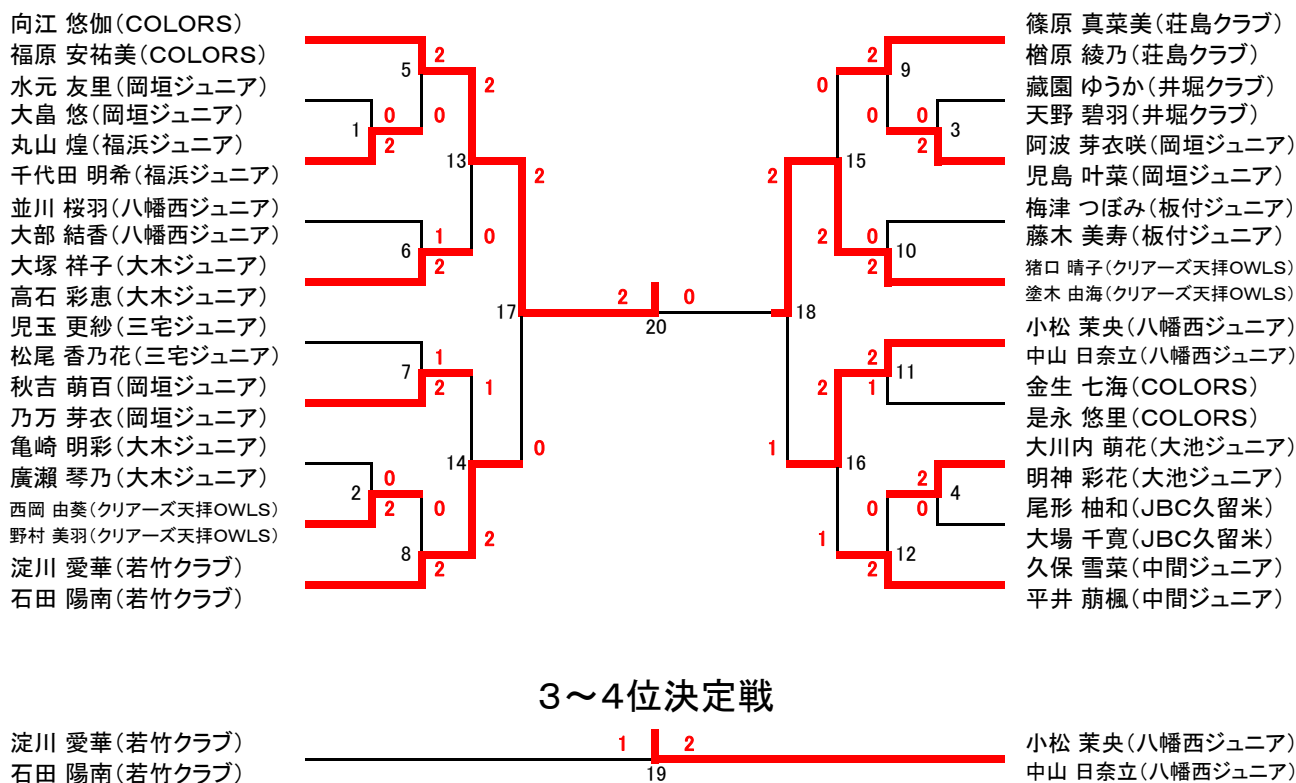 向江 悠伽(COLORS)
福原 安祐美(COLORS)
水元 友里(岡垣ジュニア)
大畠 悠(岡垣ジュニア)
丸山 煌(福浜ジュニア)
千代田 明希(福浜ジュニア)
並川 桜羽(八幡西ジュニア)
大部 結香(八幡西ジュニア)
大塚 祥子(大木ジュニア)
高石 彩恵(大木ジュニア)
児玉 更紗(三宅ジュニア)
松尾 香乃花(三宅ジュニア)
秋吉 萌百(岡垣ジュニア)
乃万 芽衣(岡垣ジュニア)
亀崎 明彩(大木ジュニア)
廣瀬 琴乃(大木ジュニア)
西岡 由葵(クリアーズ天拝OWLS)
野村 美羽(クリアーズ天拝OWLS)
淀川 愛華(若竹クラブ)
石田 陽南(若竹クラブ)
5 2
1 0 0
2
13 2
6 1 0
2
17 2
7 1
2 1
14 0
2 0 0
2
8 2
2
2 0
20
篠原 真菜美(荘島クラブ)
楢原 綾乃(荘島クラブ)
藏園 ゆうか(井堀クラブ)
天野 碧羽(井堀クラブ)
阿波 芽衣咲(岡垣ジュニア)
児島 叶菜(岡垣ジュニア)
梅津 つぼみ(板付ジュニア)
藤木 美寿(板付ジュニア)
猪口 晴子(クリアーズ天拝OWLS)
塗木 由海(クリアーズ天拝OWLS)
小松 茉央(八幡西ジュニア)
中山 日奈立(八幡西ジュニア)
金生 七海(COLORS)
是永 悠里(COLORS)
大川内 萌花(大池ジュニア)
明神 彩花(大池ジュニア)
尾形 柚和(JBC久留米)
大場 千寛(JBC久留米)
久保 雪菜(中間ジュニア)
平井 萠楓(中間ジュニア)
2 9
0
0 0 3
2
2 15
2 0 10
2
18
2 11
2 1
1 16
2 4
0 0
1 12
2
3~4位決定戦
淀川 愛華(若竹クラブ)
石田 陽南(若竹クラブ)
1 2
19
小松 茉央(八幡西ジュニア)
中山 日奈立(八幡西ジュニア)